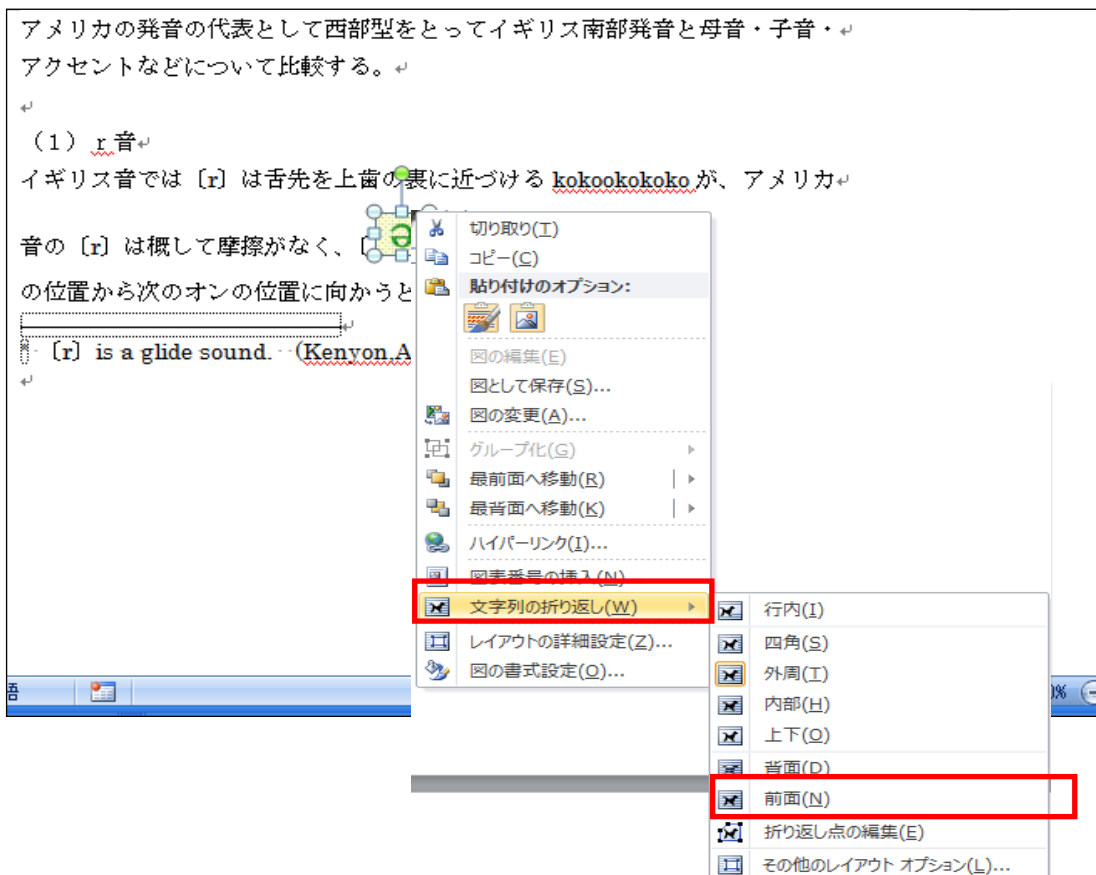 アメリカの発音の代表として西部型をとってイギリス南部発音と母音・子音・
アクセントなどについて比較する。
（１）ｒ音
イギリス音では〔r〕は舌先を上歯の裏に近づける kokookokoko が、アメリカ
音の〔r〕は概して摩擦がなく、〔ə
の位置から次のオンの位置に向かうと
〔r〕 is a glide sound. (Kenyon,A
切り取り(T)
コピー(C)
貼り付けのオプション:
図の編集(E)
図として保存(S)...
図の変更(A)...
グループ化(G)
最前面へ移動(R)
最背面へ移動(K)
ハイパーリンク(I)...
図表番号の挿入(N)
文字列の折り返し(W)
レイアウトの詳細設定(Z)...
図の書式設定(O)...
行内(I)
四角(S)
外周(T)
内部(H)
上下(O)
背面(D)
前面(N)
折り返し点の編集(E)
その他のレイアウト オプション(L)...
語
0%